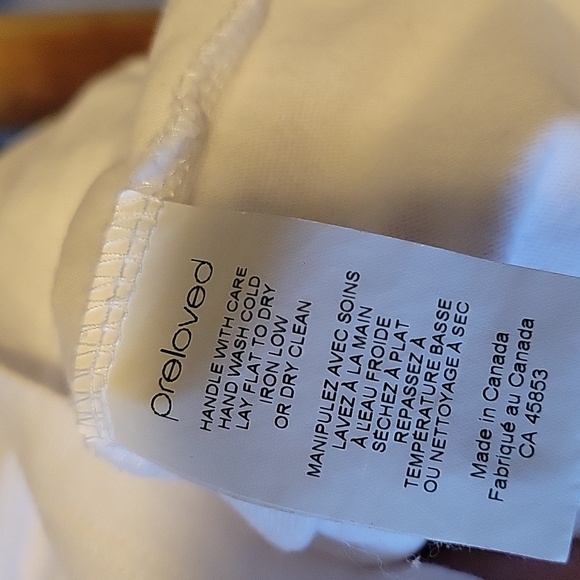 preloved
HANDLE WITH CARE
HAND WASH COLD
LAY FLAT TO DRY
IRON LOW
OR DRY CLEAN
MANIPULEZ AVEC SOINS
LAVEZ À LA MAIN
À L'EAU FROIDE
SÉCHEZ À PLAT
REPASSEZ À
TEMPÉRATURE BASSE
OU NETTOYAGE À SEC
Made in Canada
Fabriqué au Canada
CA 45853